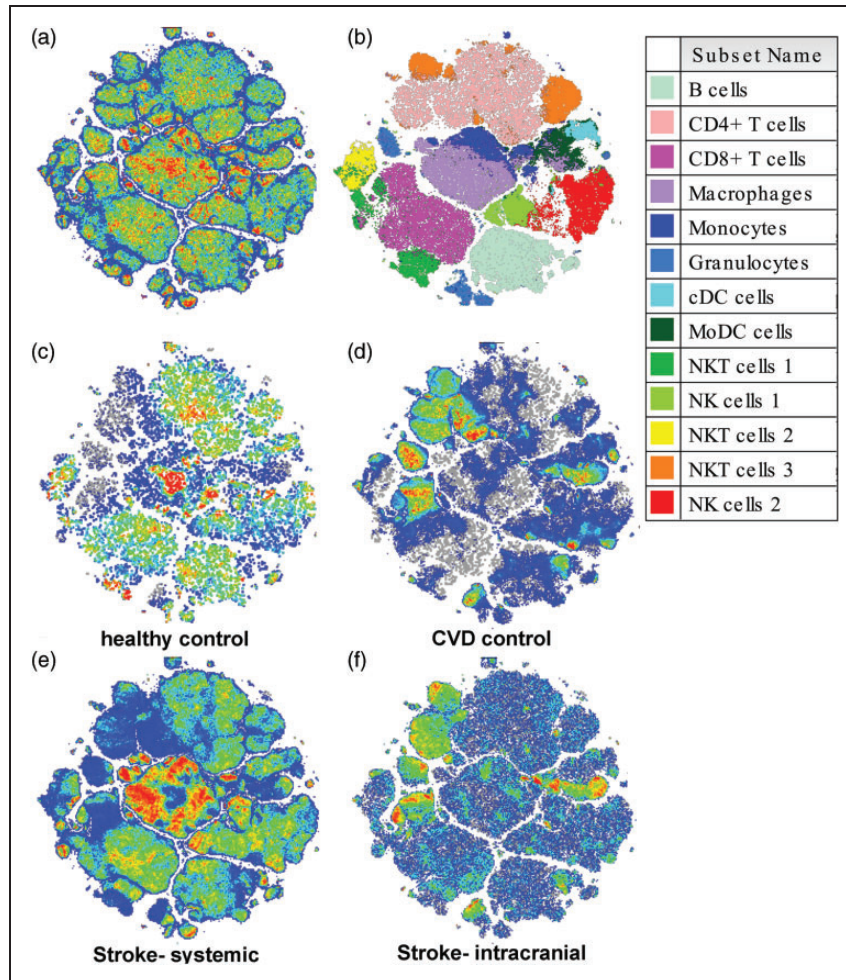 (a)
(b)
Subset Name
B cells
CD4+ T cells
CD8+ T cells
Macrophages
Monocytes
Granulocytes
cDC cells
MoDC cells
NKT cells 1
NK cells 1
NKT cells 2
NKT cells 3
NK cells 2
(c)
(d)
healthy control
CVD control
(e)
(f)
Stroke- systemic
Stroke- intracranial